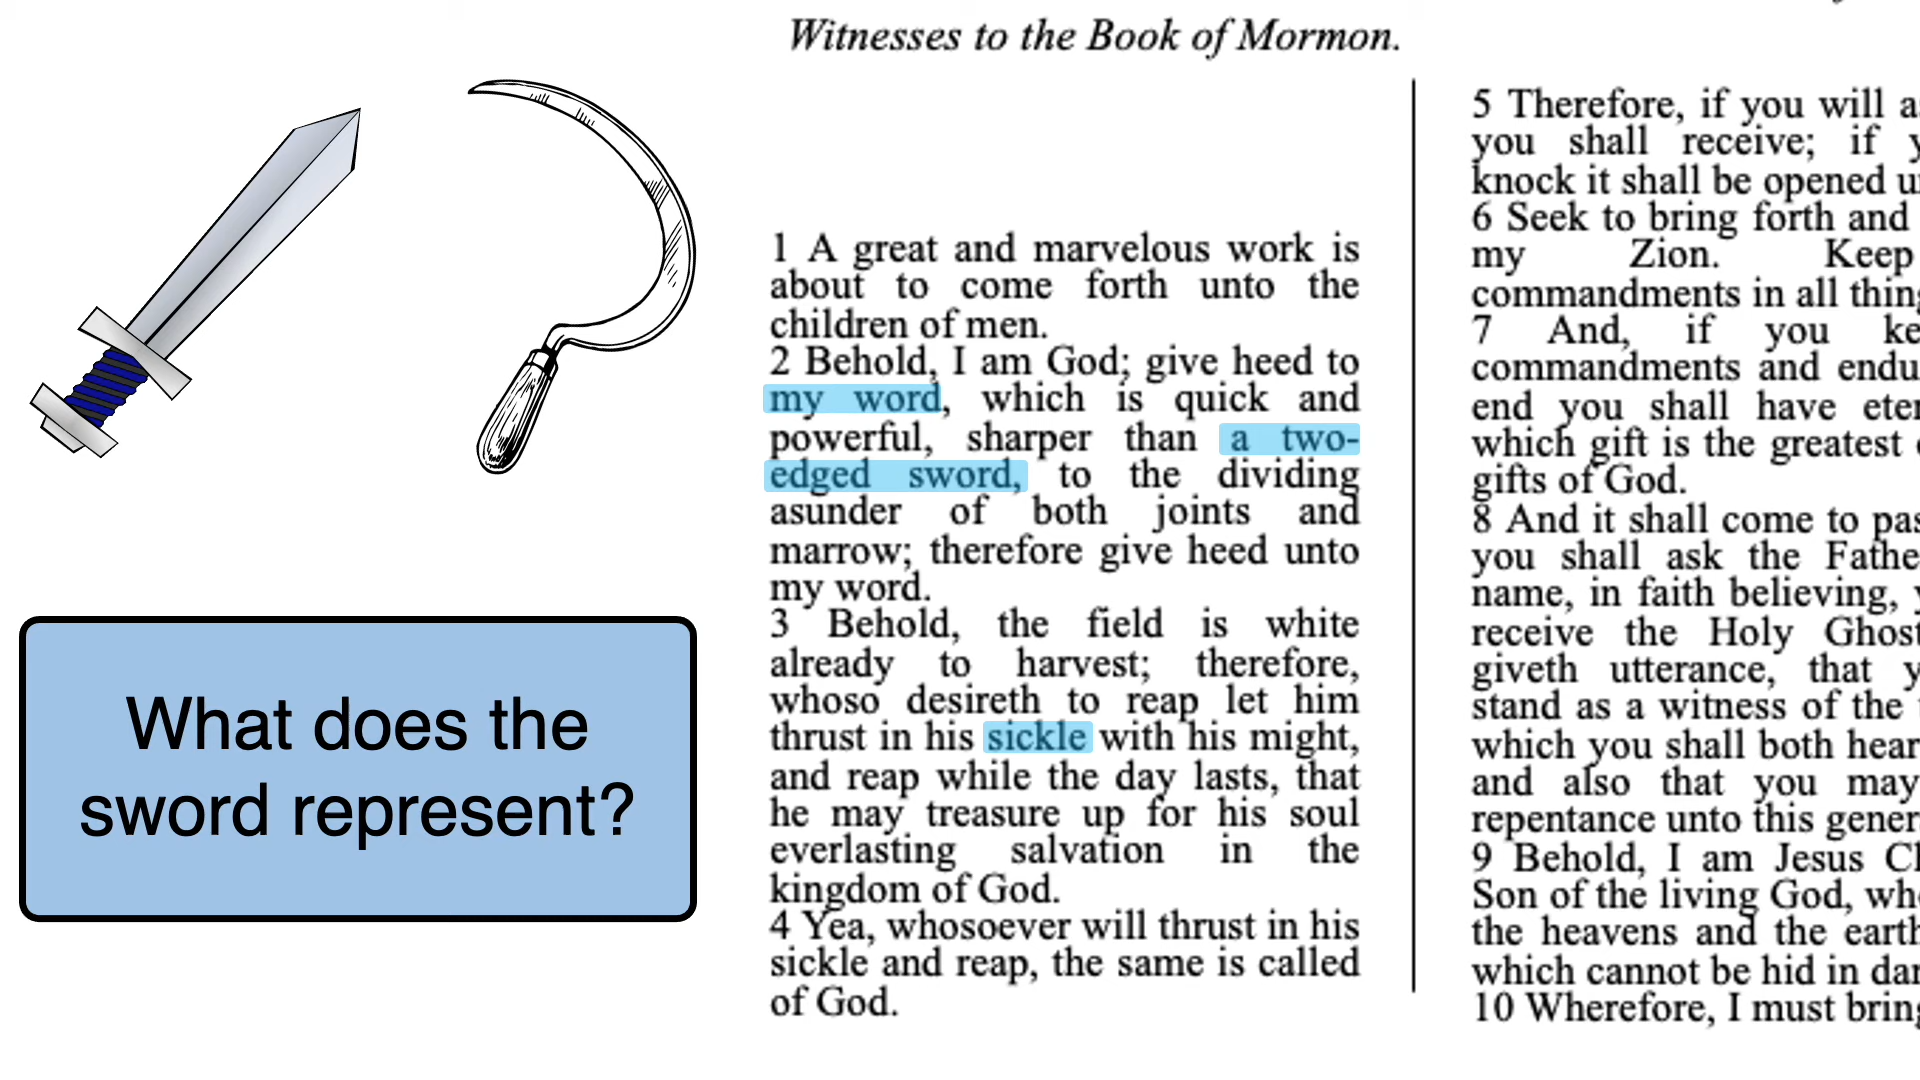 Witnesses to the Book of Mormon.
1 A great and marvelous work is
about to come forth unto the
children of men.
2 Behold, I am God; give heed to
my word, which is quick and
powerful, sharper than a two-
edged sword, to the dividing
asunder of both joints and
marrow; therefore give heed unto
my word.
3 Behold, the field is white
already to harvest; therefore,
whoso desireth to reap let him
thrust in his sickle with his might,
and reap while the day lasts, that
he may treasure up for his soul
everlasting salvation in the
kingdom of God.
4 Yea, whosoever will thrust in his
sickle and reap, the same is called
of God.
5 Therefore, if you will
you shall receive; if
knock it shall be opened
6 Seek to bring forth and
my Zion. Keep
commandments in all
7 And, if you
commandments and
end you shall have
which gift is the greatest
gifts of God.
8 And it shall come to
you shall ask the
name, in faith believing,
receive the Holy
giveth utterance, that
stand as a witness of the
which you shall both
and also that you may
repentance unto this
9 Behold, I am Jesus
Son of the living God,
the heavens and the
which cannot be hid in
10 Wherefore, I must
What does the
sword represent?